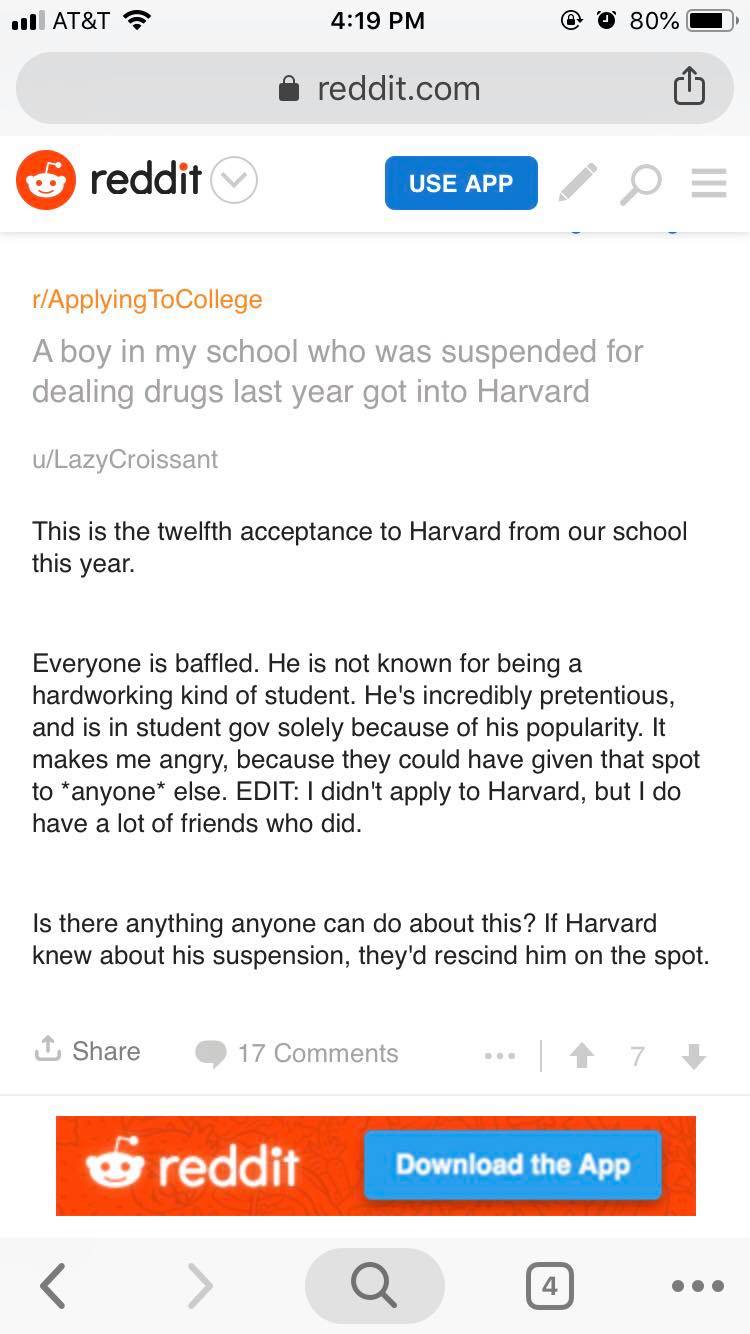 AT&T 4:19 PM 80%
reddit.com
reddit USE APP
r/ApplyingToCollege
A boy in my school who was suspended for
dealing drugs last year got into Harvard
u/LazyCroissant
This is the twelfth acceptance to Harvard from our school
this year.
Everyone is baffled. He is not known for being a
hardworking kind of student. He's incredibly pretentious,
and is in student gov solely because of his popularity. It
makes me angry, because they could have given that spot
to *anyone* else. EDIT: I didn't apply to Harvard, but I do
have a lot of friends who did.
Is there anything anyone can do about this? If Harvard
knew about his suspension, they'd rescind him on the spot.
Share 17 Comments 7
reddit Download the App
4